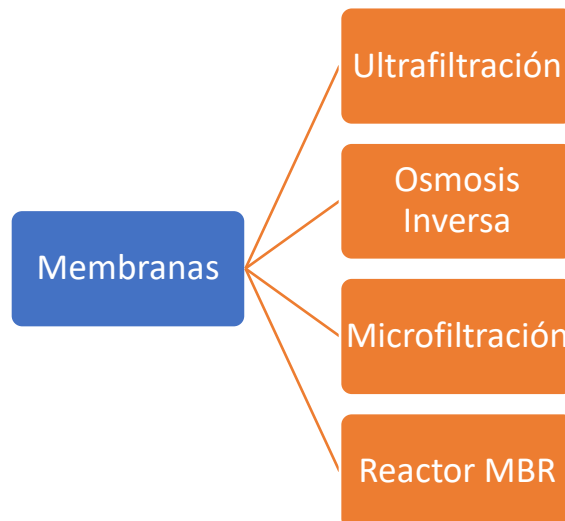 Ultrafiltración
Osmosis
Inversa
Membranas
Microfiltración
Reactor MBR